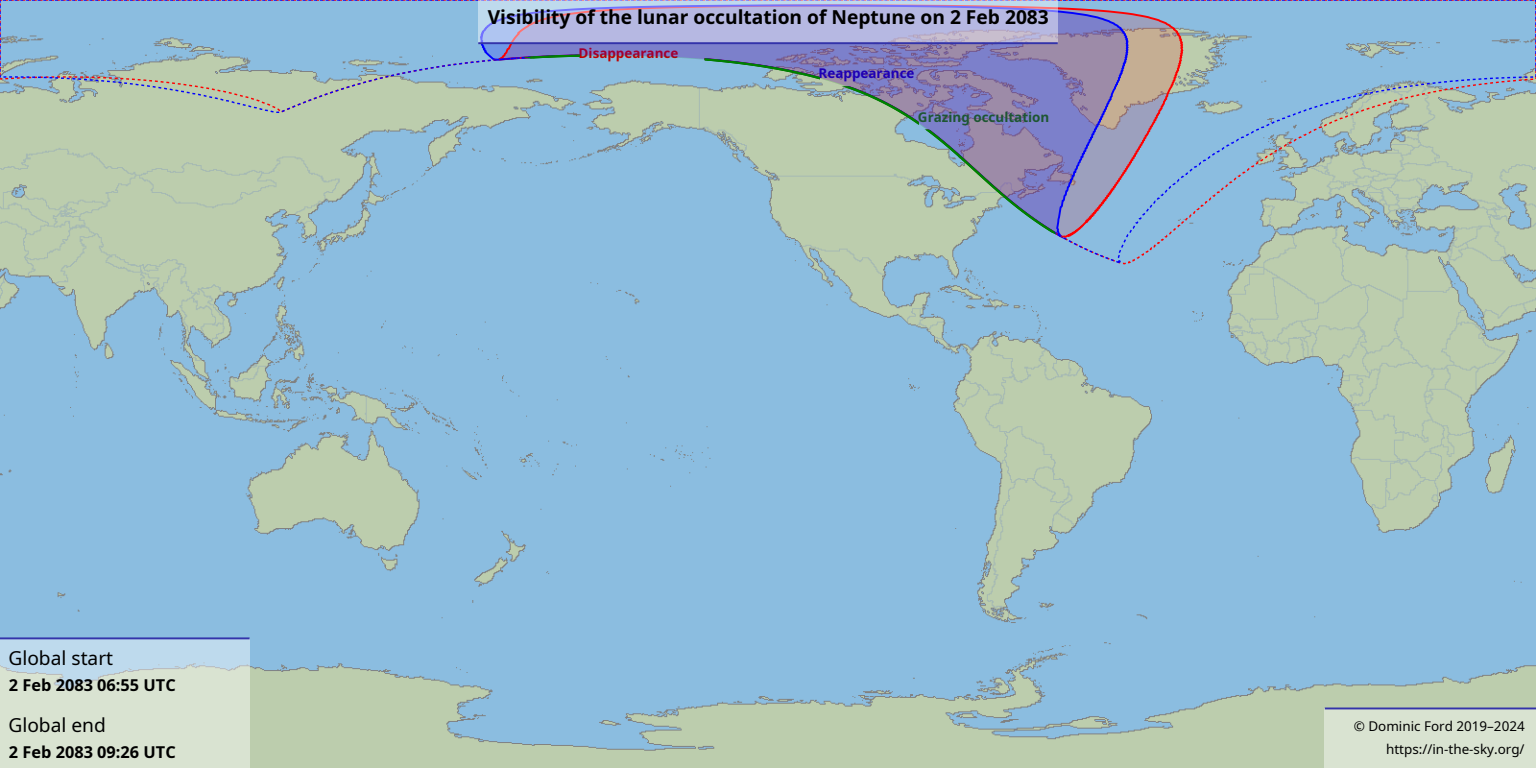 Visibility of the lunar occultation of Neptune on 2 Feb 2083
Disappearance
Reappearance
Grazing occultation
Global start
2 Feb 2083 06:55 UTC
Global end
2 Feb 2083 09:26 UTC
© Dominic Ford 2019–2024
https://in-the-sky.org/